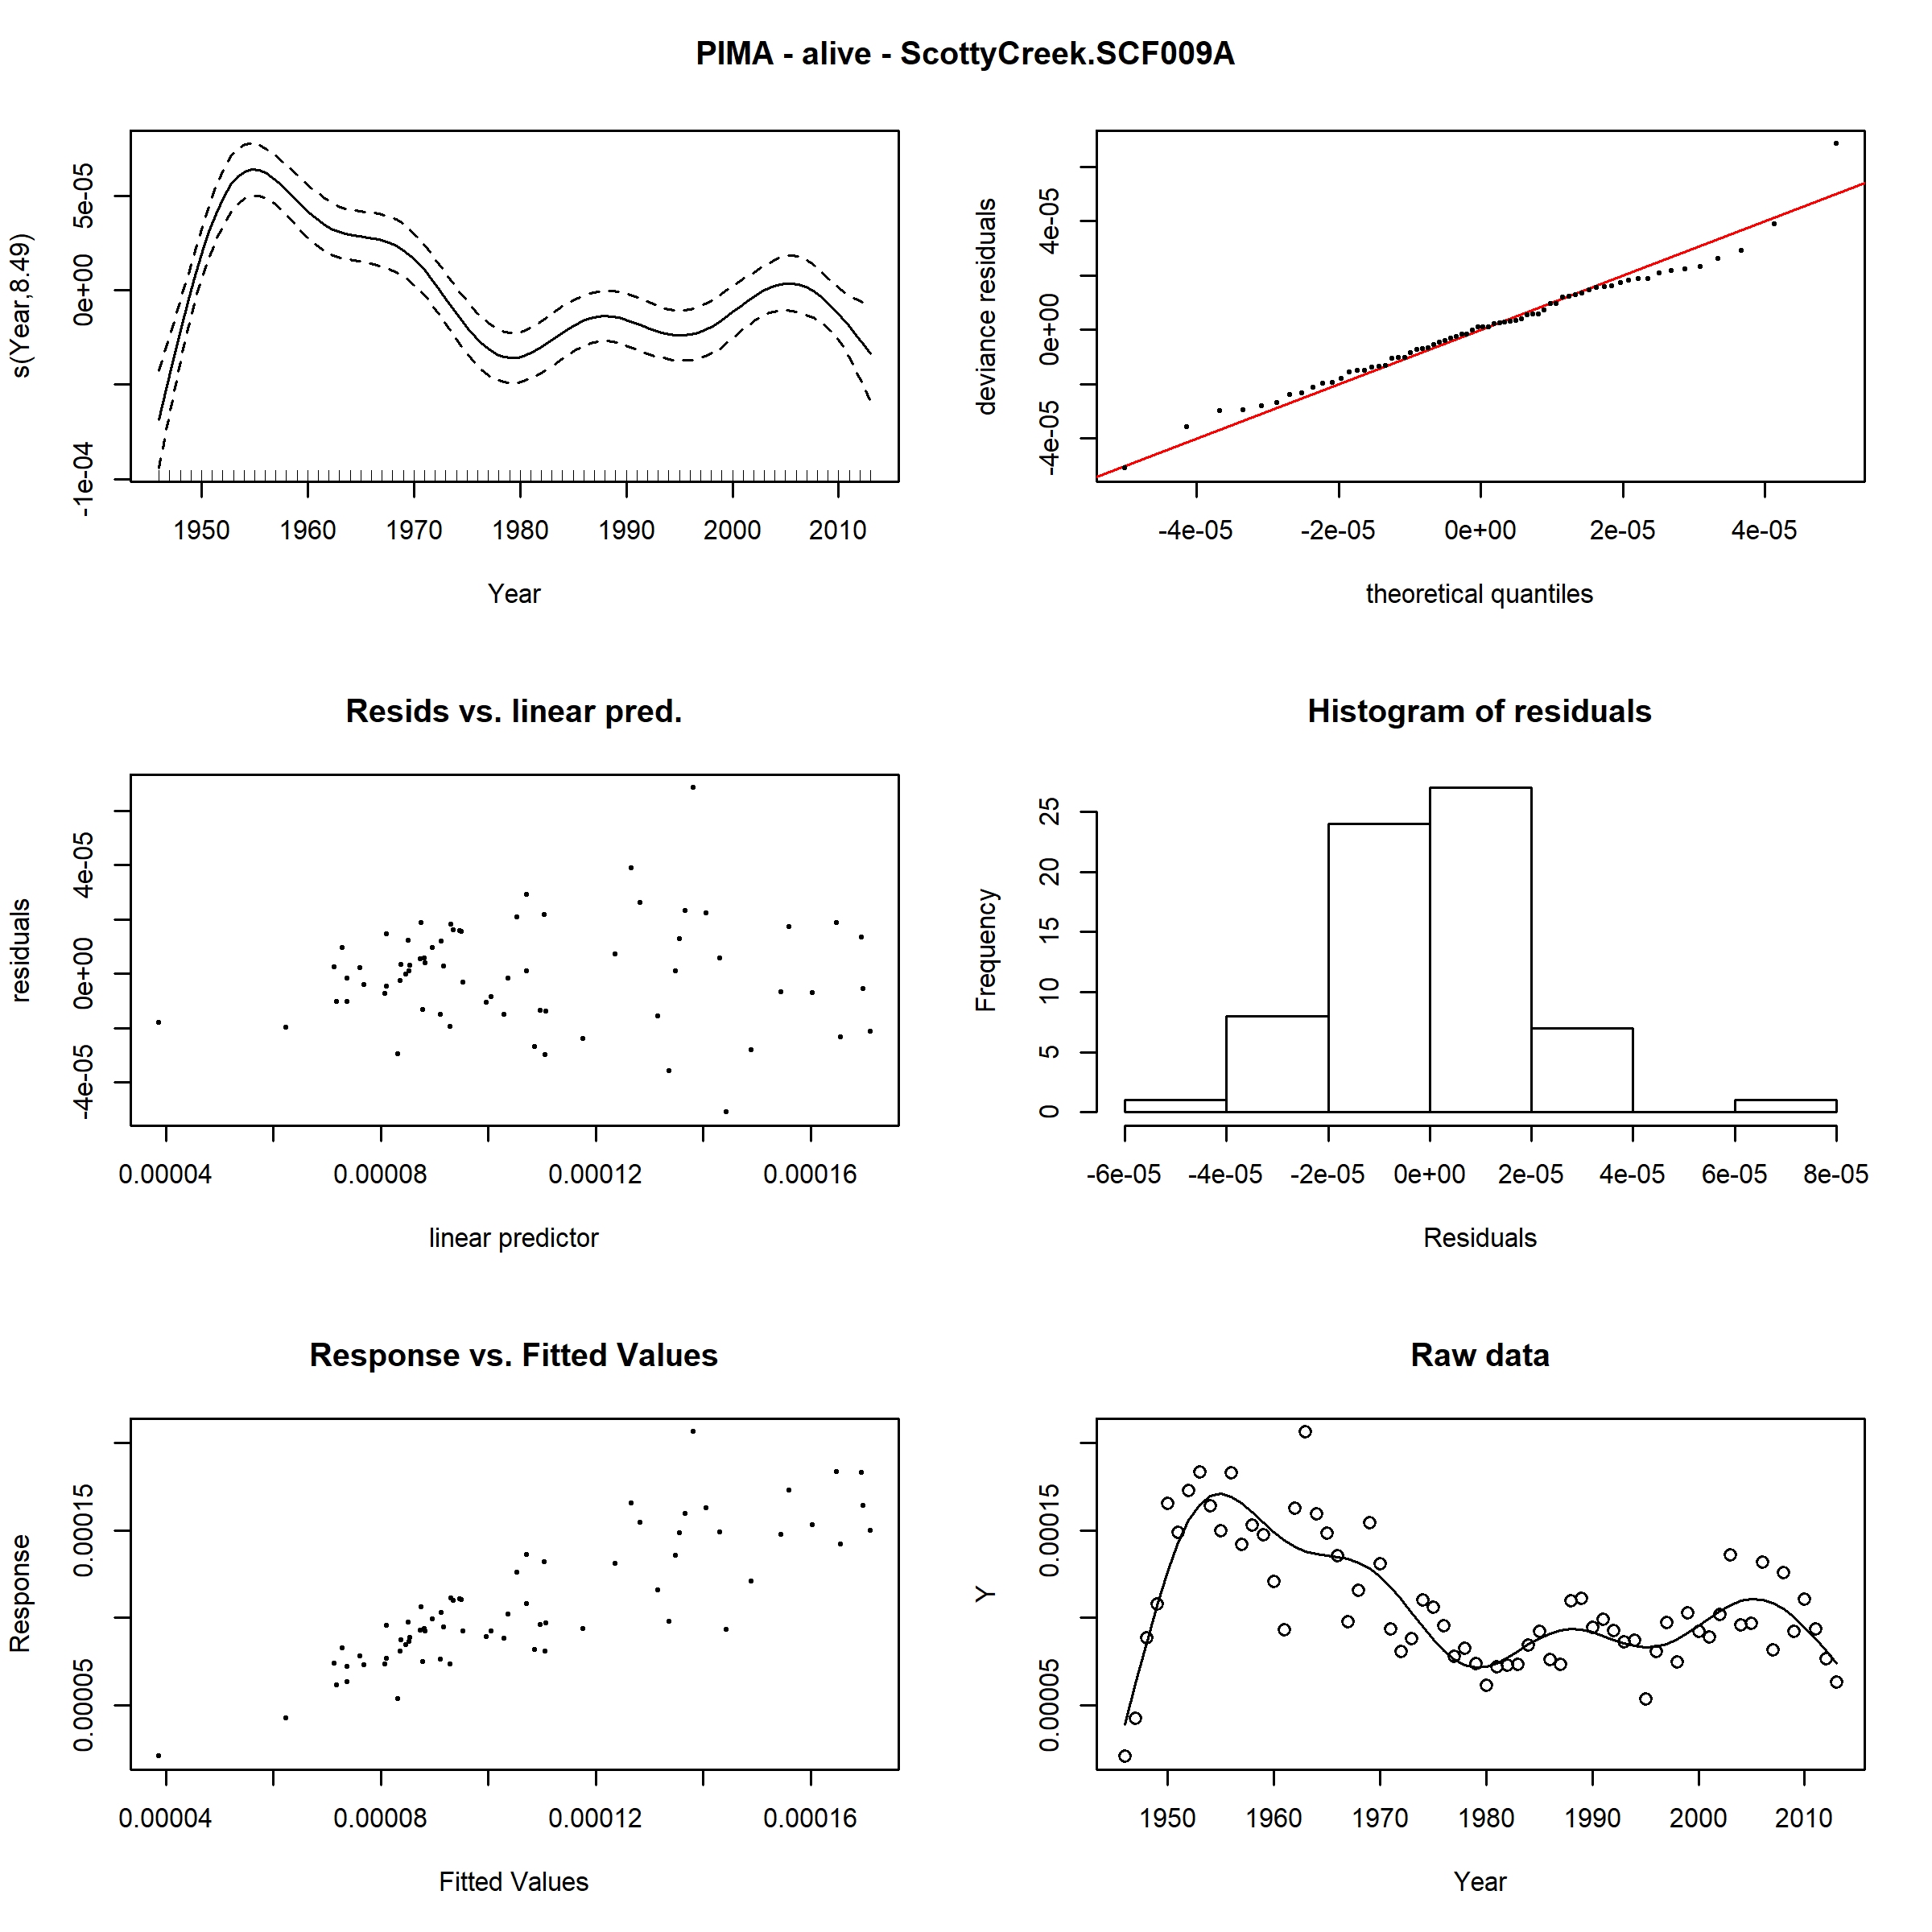 PIMA - alive - ScottyCreek.SCF009A
s(Year,8.49)
-1e-04 0e+00 5e-05
1950 1960 1970 1980 1990 2000 2010
Year
deviance residuals
-4e-05 0e+00 4e-05
-4e-05 -2e-05 0e+00 2e-05 4e-05
theoretical quantiles
Resids vs. linear pred.
residuals
-4e-05 0e+00 4e-05
0.00004 0.00008 0.00012 0.00016
linear predictor
Histogram of residuals
Frequency
0 5 10 15 20 25
-6e-05 -4e-05 -2e-05 0e+00 2e-05 4e-05 6e-05 8e-05
Residuals
Response vs. Fitted Values
Response
0.00005 0.00015
0.00004 0.00008 0.00012 0.00016
Fitted Values
Raw data
Y
0.00005 0.00015
1950 1960 1970 1980 1990 2000 2010
Year